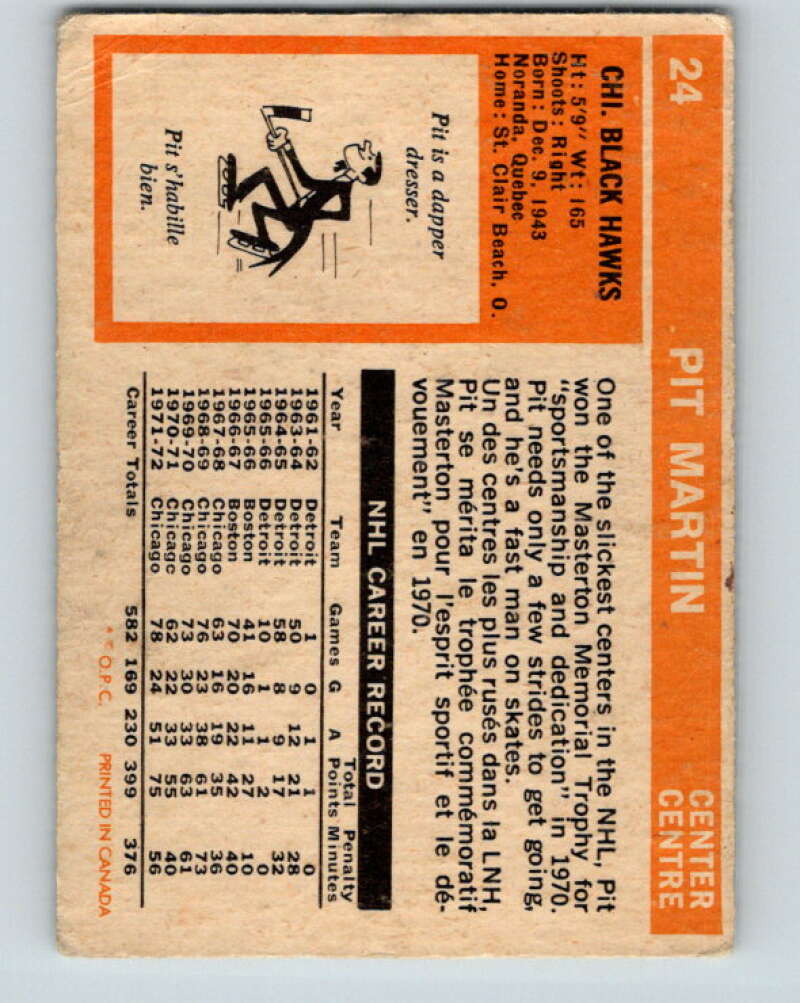 24 PIT MARTIN CENTER
CENTRE
CHI. BLACK HAWKS
Ht: 5'9" Wt: 165
Shoots: Right
Born: Dec. 9, 1943
Noranda, Quebec
Home: St. Clair Beach, O.
Pit is a dapper
dresser.
Pit s'habille
bien.
One of the slickest centers in the NHL, Pit
won the Masterton Memorial Trophy for
"sportsmanship and dedication" in 1970.
Pit needs only a few strides to get going,
and he's a fast man on skates.
Un des centres les plus rusés dans la LNH,
Pit se mérita le trophée commémoratif
Masterton pour l'esprit sportif et le dé-
vouement" en 1970.
NHL CAREER RECORD
Total Penalty
Year Team Games G A Points Minutes
1961-62 Detroit 1 0 1 1 0
1963-64 Detroit 50 9 12 21 28
1964-65 Detroit 58 8 9 17 32
1965-66 Detroit 10 1 1 2 0
1965-66 Boston 41 16 11 27 10
1966-67 Boston 70 20 22 42 40
1967-68 Chicago 63 16 19 35 36
1968-69 Chicago 76 23 38 61 73
1969-70 Chicago 73 30 33 63 61
1970-71 Chicago 62 22 33 55 40
1971-72 Chicago 78 24 51 75 56
Career Totals 582 169 230 399 376
O.P.C. PRINTED IN CANADA